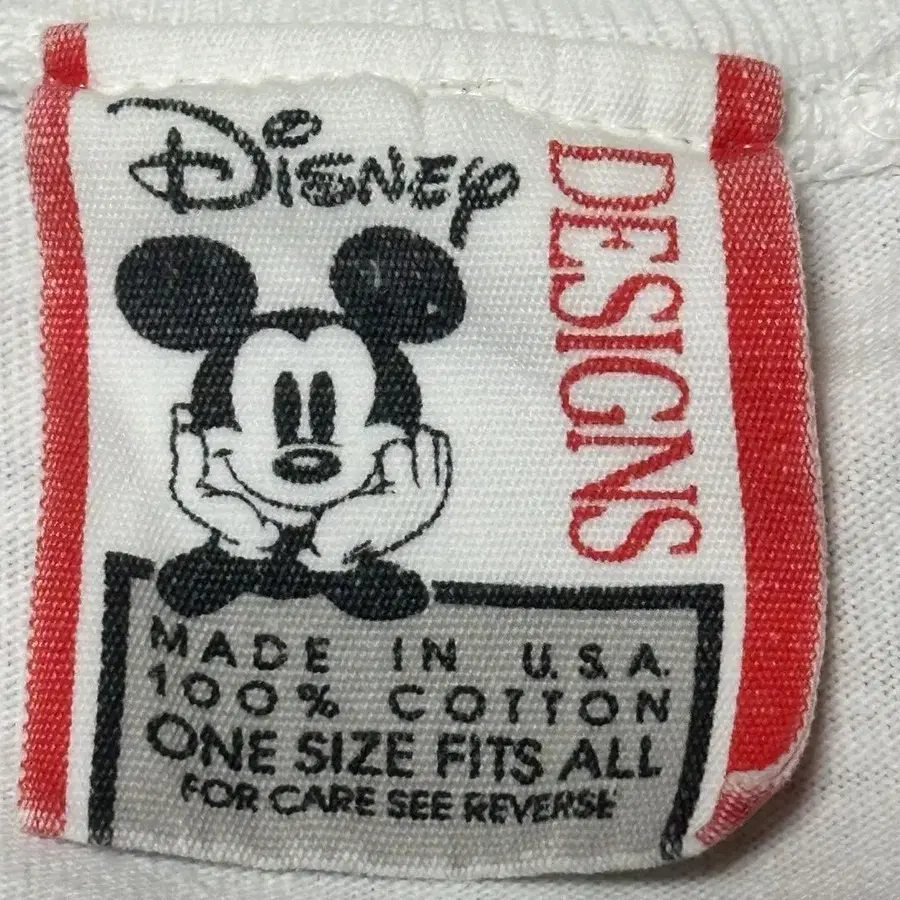 Disney
DESIGNS
MADE IN U.S.A.
100% COTTON
ONE SIZE FITS ALL
FOR CARE SEE REVERSE